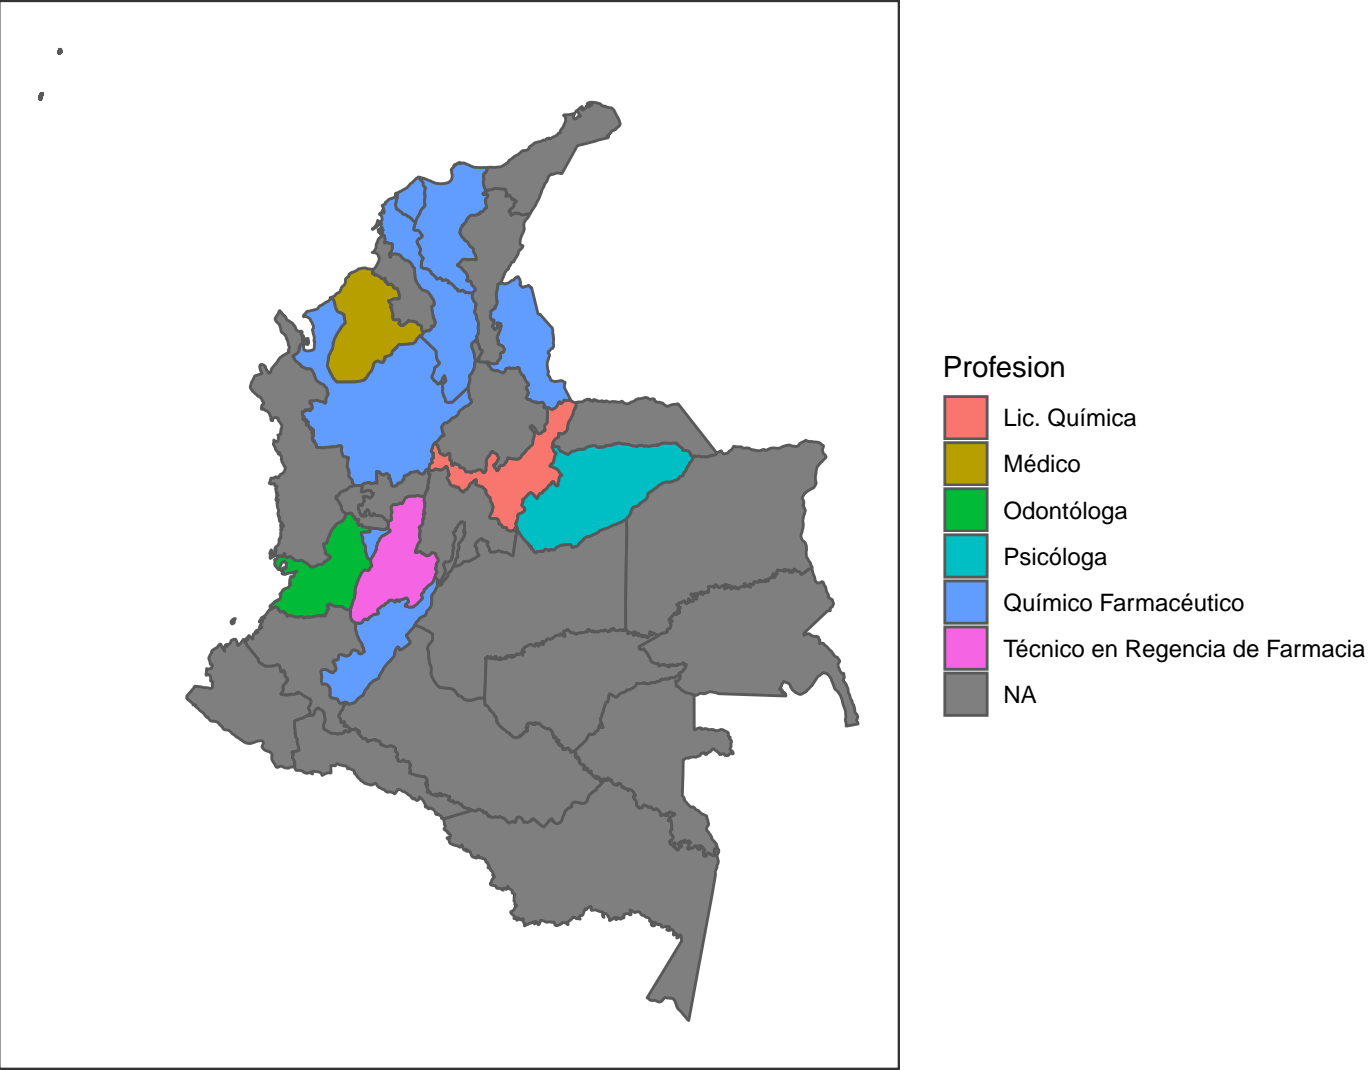 Profesion
Lic. Química
Médico
Odontóloga
Psicóloga
Químico Farmacéutico
Técnico en Regencia de Farmacia
NA